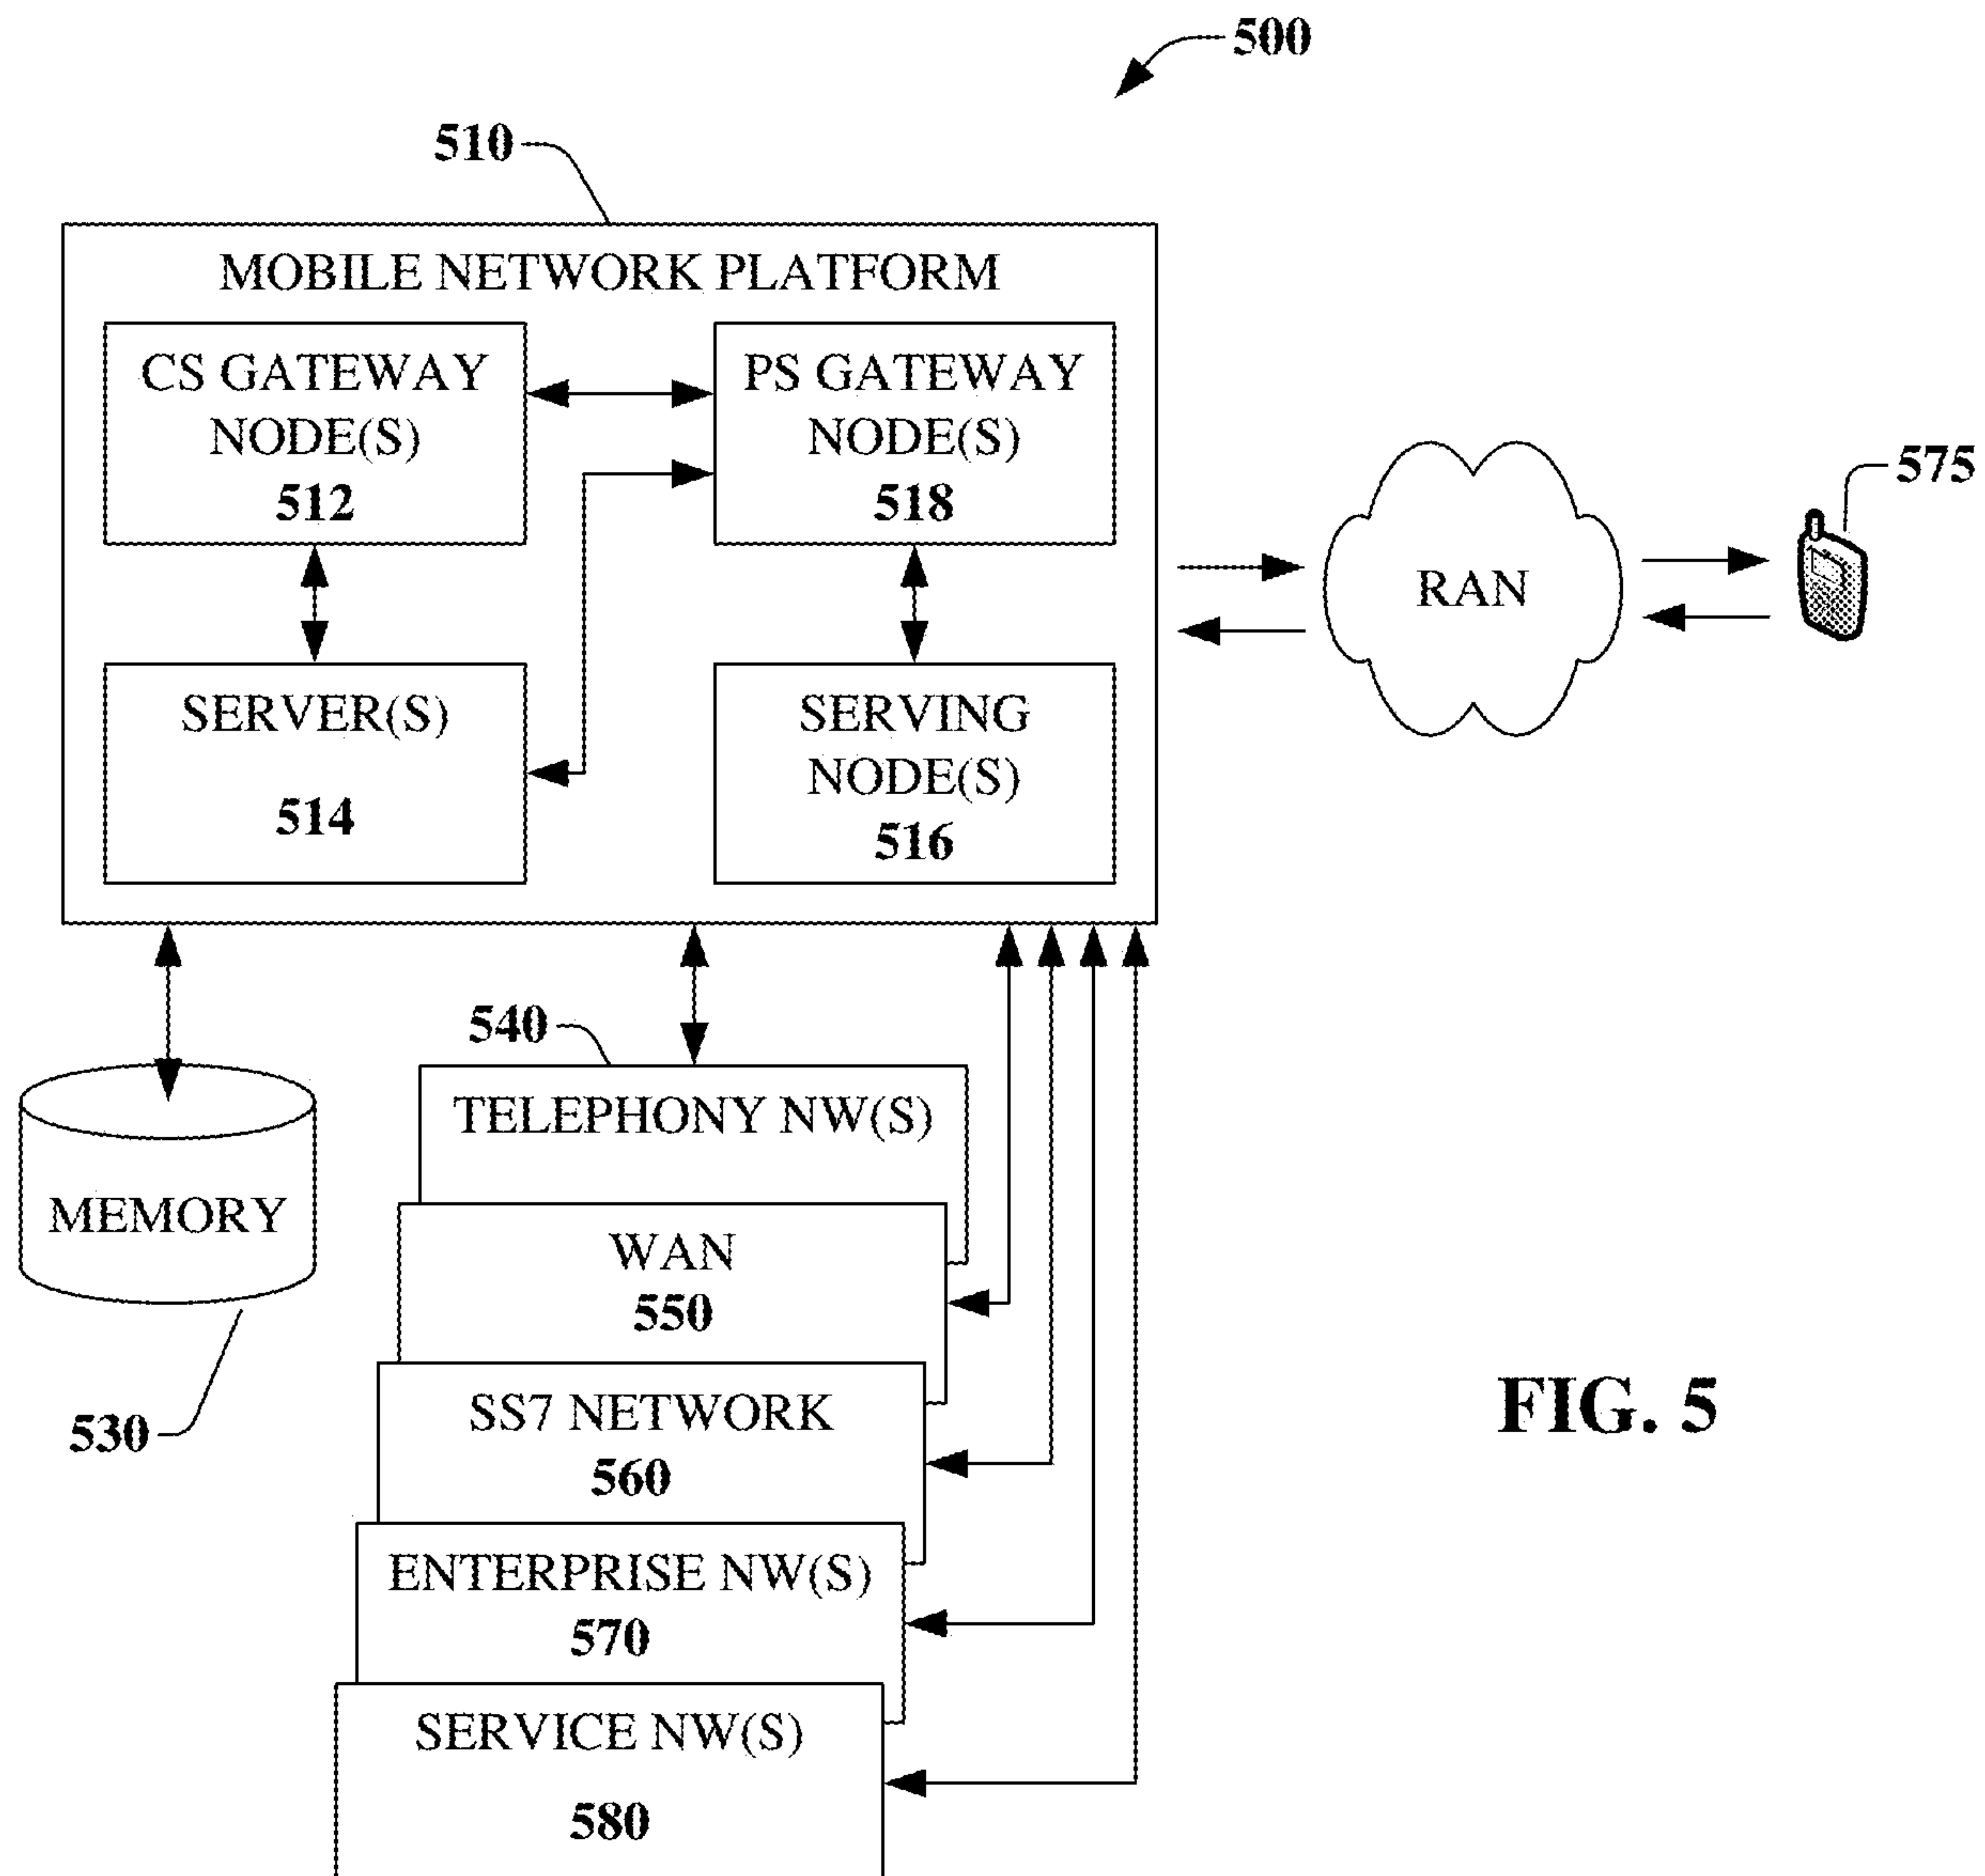 500
510
MOBILE NETWORK PLATFORM
CS GATEWAY
NODE(S)
512
PS GATEWAY
NODE(S)
518
SERVER(S)
514
SERVING
NODE(S)
516
RAN
575
540
TELEPHONY NW(S)
MEMORY
530
WAN
550
SS7 NETWORK
560
ENTERPRISE NW(S)
570
SERVICE NW(S)
580
FIG. 5